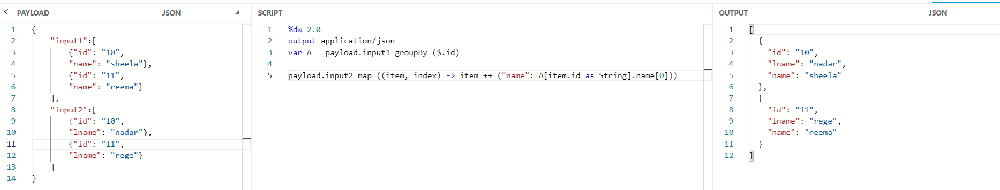 < PAYLOAD JSON
1 {
2 "input1":[
3 {"id": "10",
4 "name": "sheela"},
5 {"id": "11",
6 "name": "reema"}
7 ],
8 "input2":[
9 {"id": "10",
10 "lname": "nadar"},
11 {"id": "11",
12 "lname": "rege"}
13 ]
14 }
SCRIPT
1 %dw 2.0
2 output application/json
3 var A = payload.input1 groupBy ($.id)
4 ---
5 payload.input2 map ((item, index) -> item ++ ("name": A[item.id as String].name[0]))
OUTPUT JSON
1 [
2 {
3 "id": "10",
4 "lname": "nadar",
5 "name": "sheela"
6 },
7 {
8 "id": "11",
9 "lname": "rege",
10 "name": "reema"
11 }
12 ]